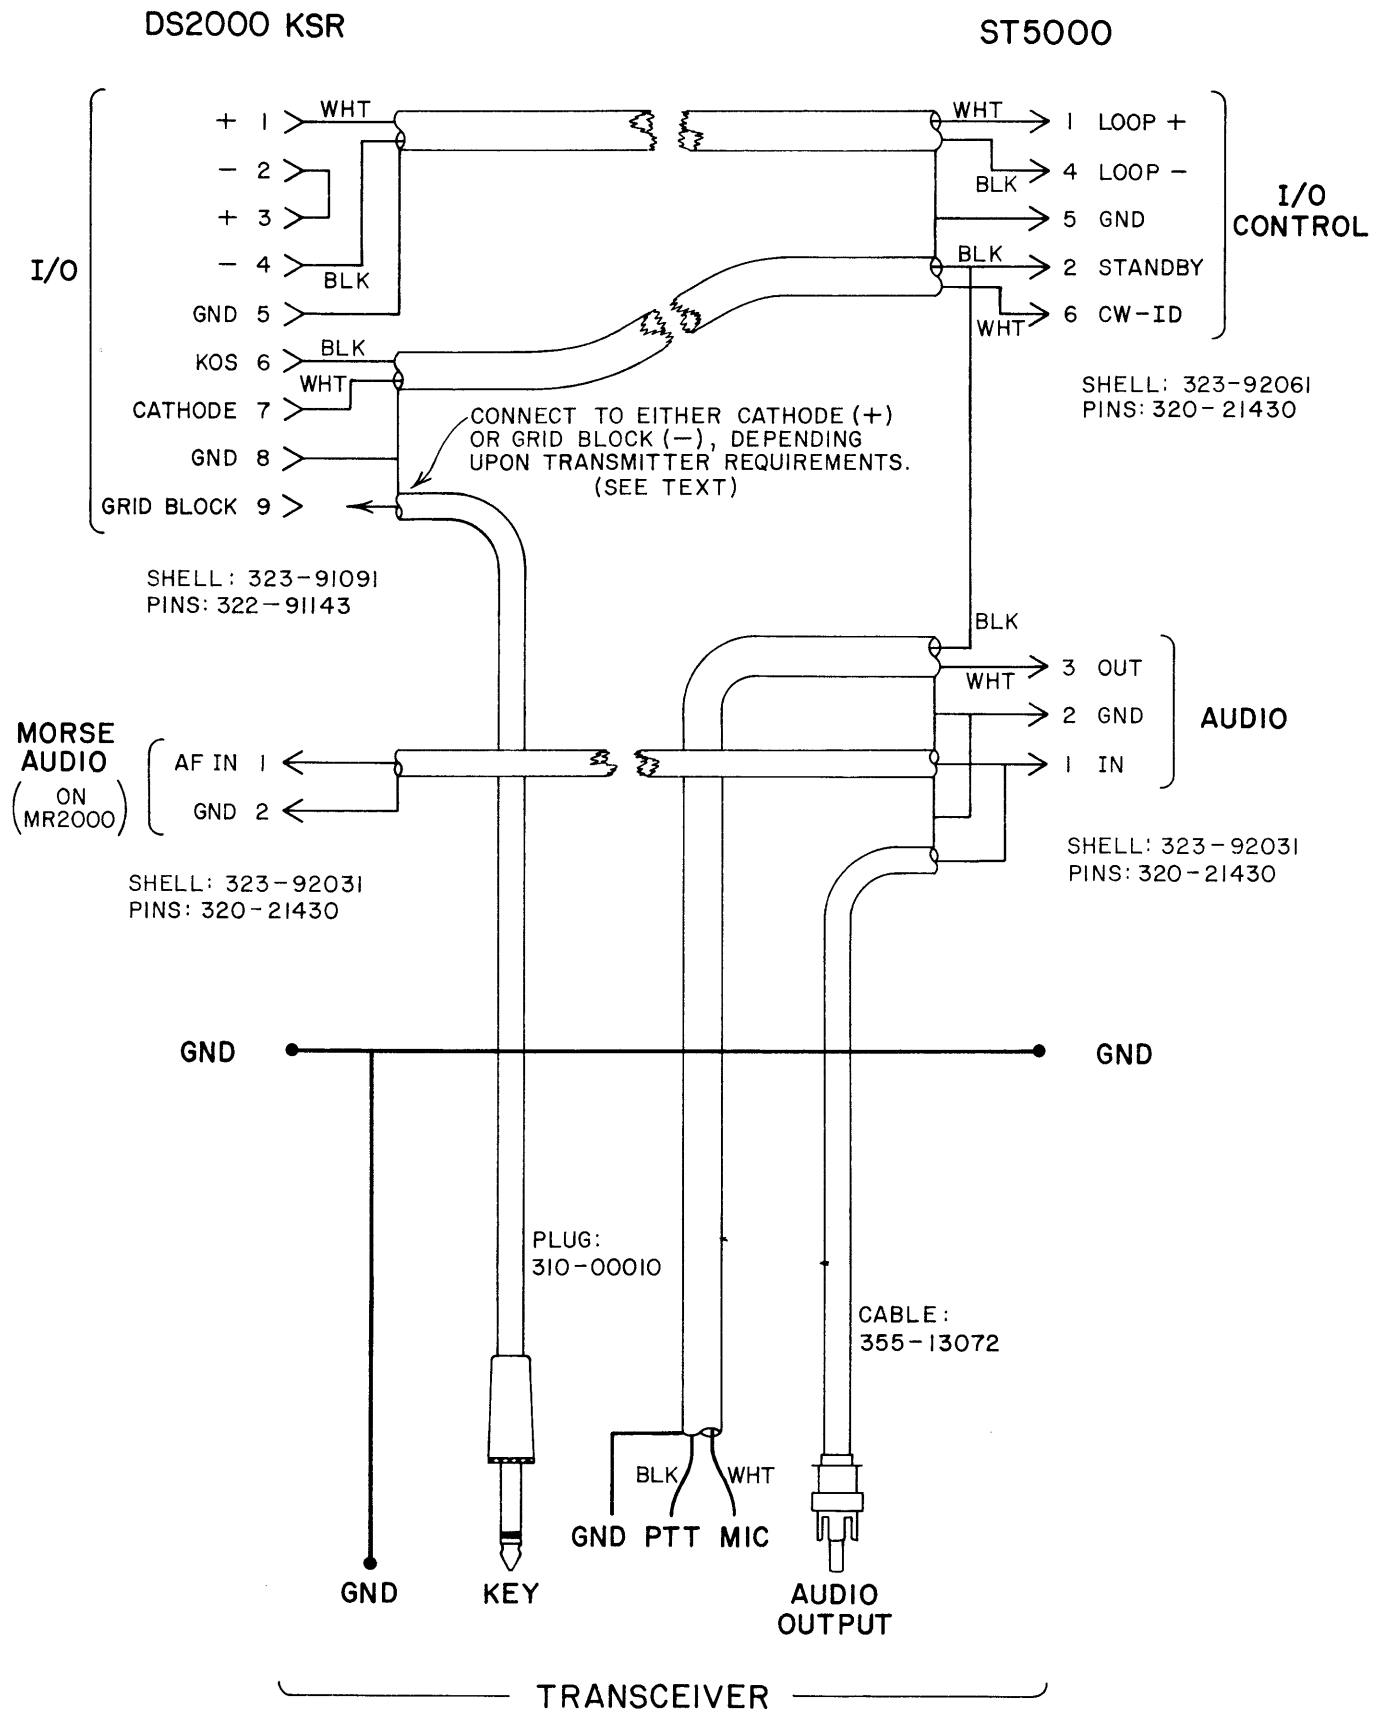 DS2000 KSR
ST5000
+ 1
WHT
WHT
1 LOOP +
- 2
BLK
4 LOOP -
+ 3
5 GND
I/O
CONTROL
- 4
BLK
BLK
2 STANDBY
I/O
GND 5
WHT
6 CW-ID
KOS 6
BLK
WHT
CATHODE 7
SHELL: 323-92061
PINS: 320-21430
GND 8
CONNECT TO EITHER CATHODE (+)
OR GRID BLOCK (-), DEPENDING
UPON TRANSMITTER REQUIREMENTS.
(SEE TEXT)
GRID BLOCK 9
SHELL: 323-91091
PINS: 322-91143
BLK
3 OUT
WHT
2 GND
AUDIO
1 IN
MORSE
AUDIO
(ON
MR2000)
AF IN 1
GND 2
SHELL: 323-92031
PINS: 320-21430
SHELL: 323-92031
PINS: 320-21430
GND
GND
PLUG:
310-00010
CABLE:
355-13072
BLK
WHT
GND PTT MIC
GND
KEY
AUDIO
OUTPUT
TRANSCEIVER